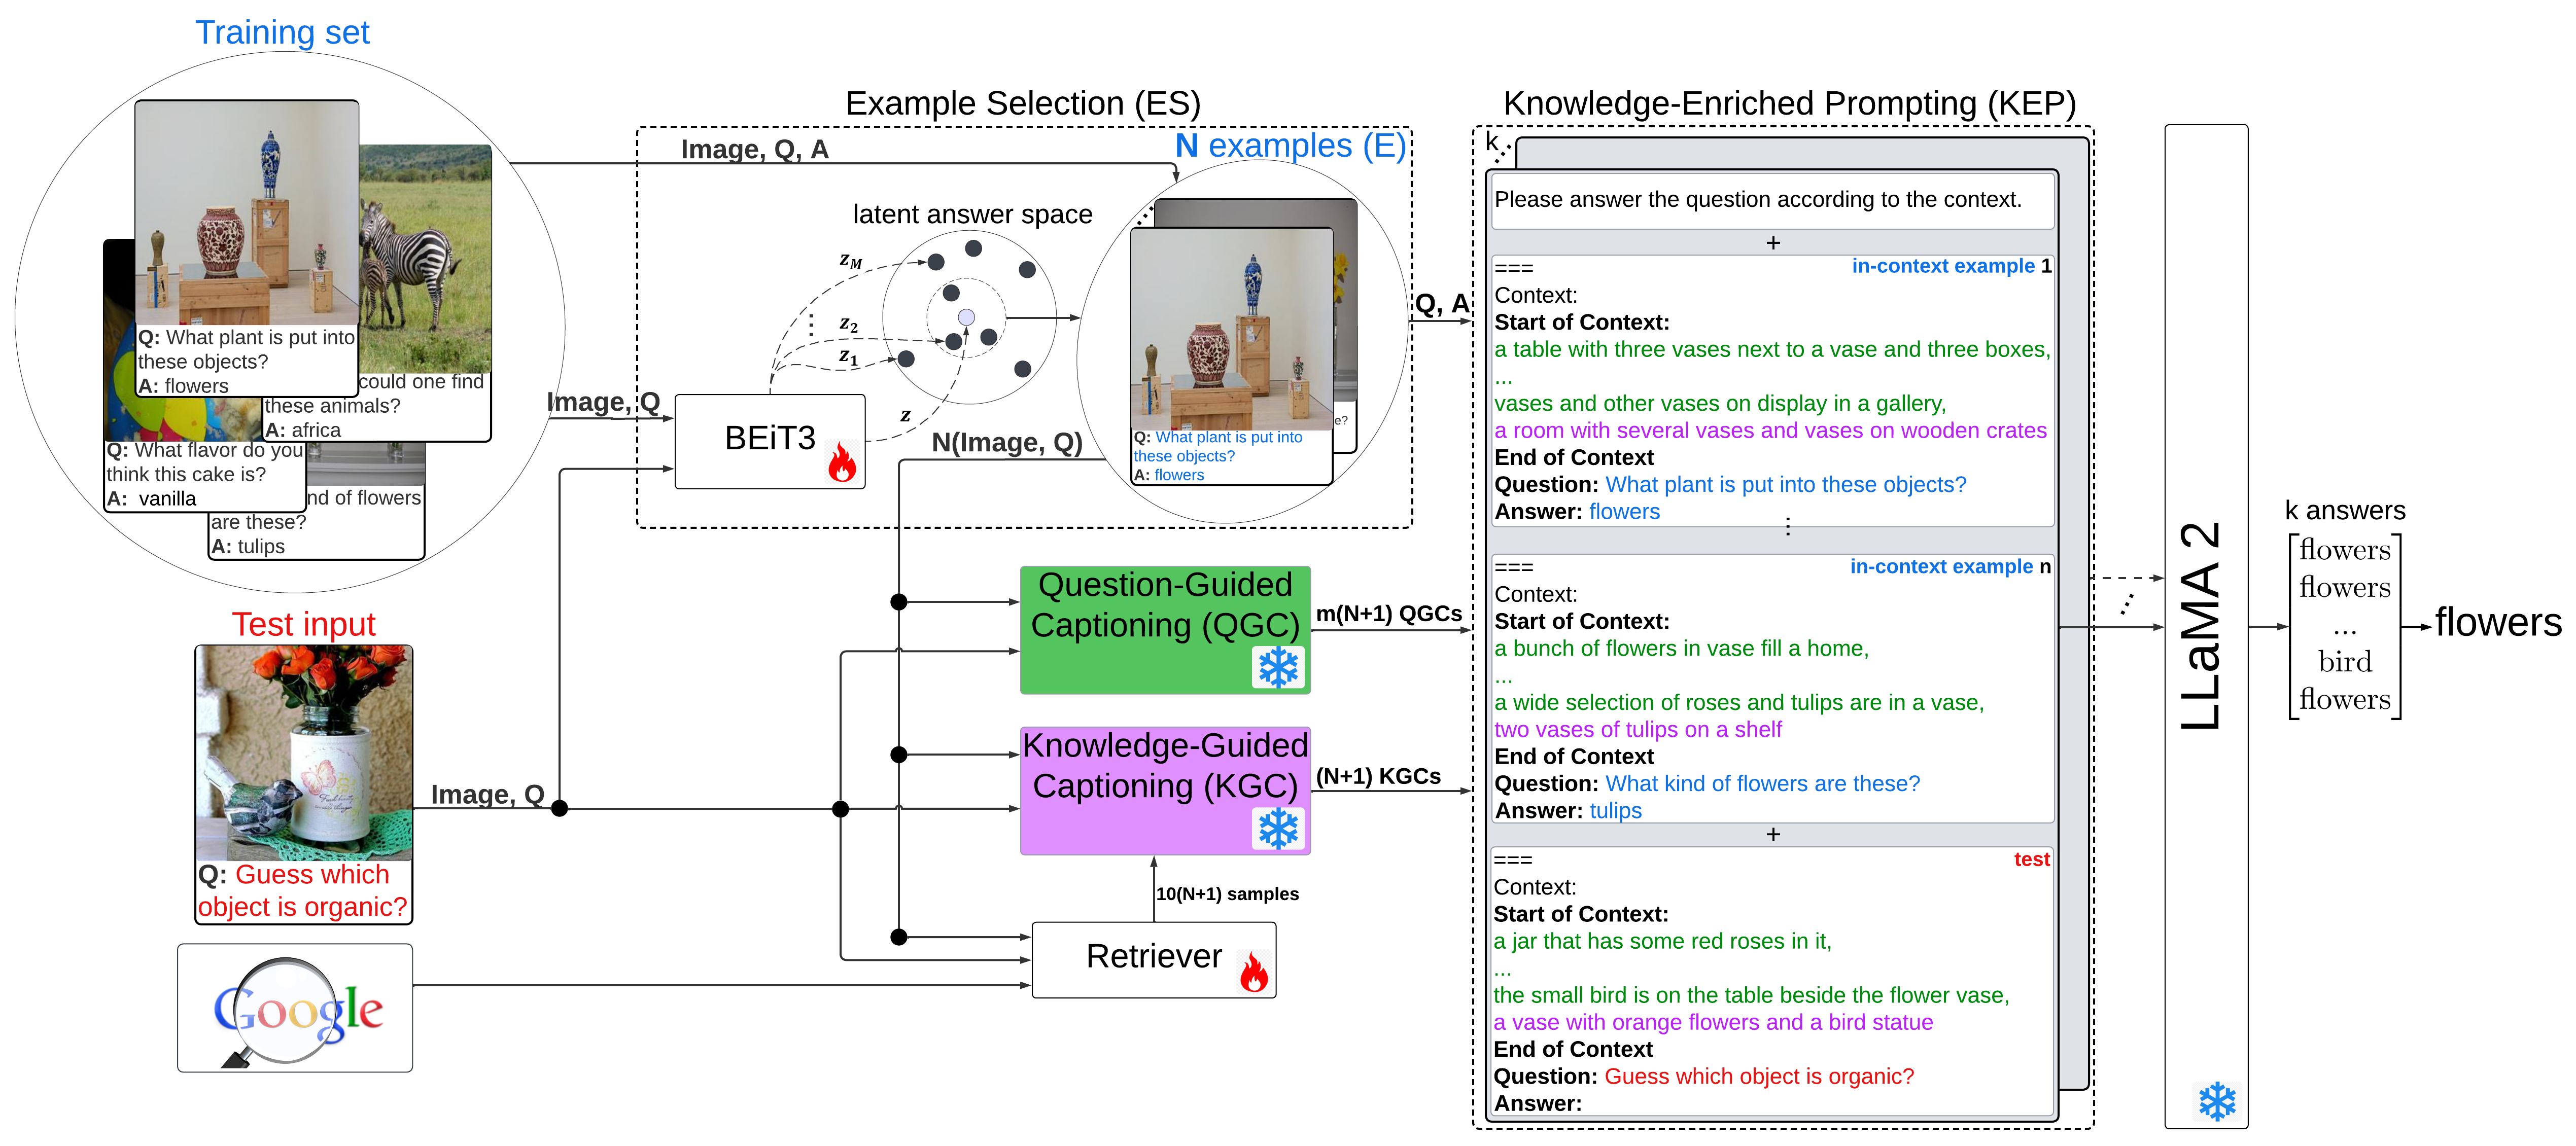 Training set
Q: What plant is put into
these objects?
A: flowers
could one find
these animals?
A: africa
Q: What flavor do you
think this cake is?
A: vanilla
nd of flowers
are these?
A: tulips
Test input
Q: Guess which
object is organic?
Google
Image, Q
Image, Q
Example Selection (ES)
Image, Q, A
N examples (E)
latent answer space
z_M
⋮
z_2
z_1
z
BEiT3
N(Image, Q)
Q: What plant is put into
these objects?
A: flowers
e?
Q, A
Question-Guided
Captioning (QGC)
m(N+1) QGCs
Knowledge-Guided
Captioning (KGC)
(N+1) KGCs
10(N+1) samples
Retriever
Knowledge-Enriched Prompting (KEP)
k
Please answer the question according to the context.
+
=== in-context example 1
Context:
Start of Context:
a table with three vases next to a vase and three boxes,
...
vases and other vases on display in a gallery,
a room with several vases and vases on wooden crates
End of Context
Question: What plant is put into these objects?
Answer: flowers
⋮
=== in-context example n
Context:
Start of Context:
a bunch of flowers in vase fill a home,
...
a wide selection of roses and tulips are in a vase,
two vases of tulips on a shelf
End of Context
Question: What kind of flowers are these?
Answer: tulips
+
=== test
Context:
Start of Context:
a jar that has some red roses in it,
...
the small bird is on the table beside the flower vase,
a vase with orange flowers and a bird statue
End of Context
Question: Guess which object is organic?
Answer:
LLaMA 2
k answers
flowers
flowers
...
bird
flowers
flowers